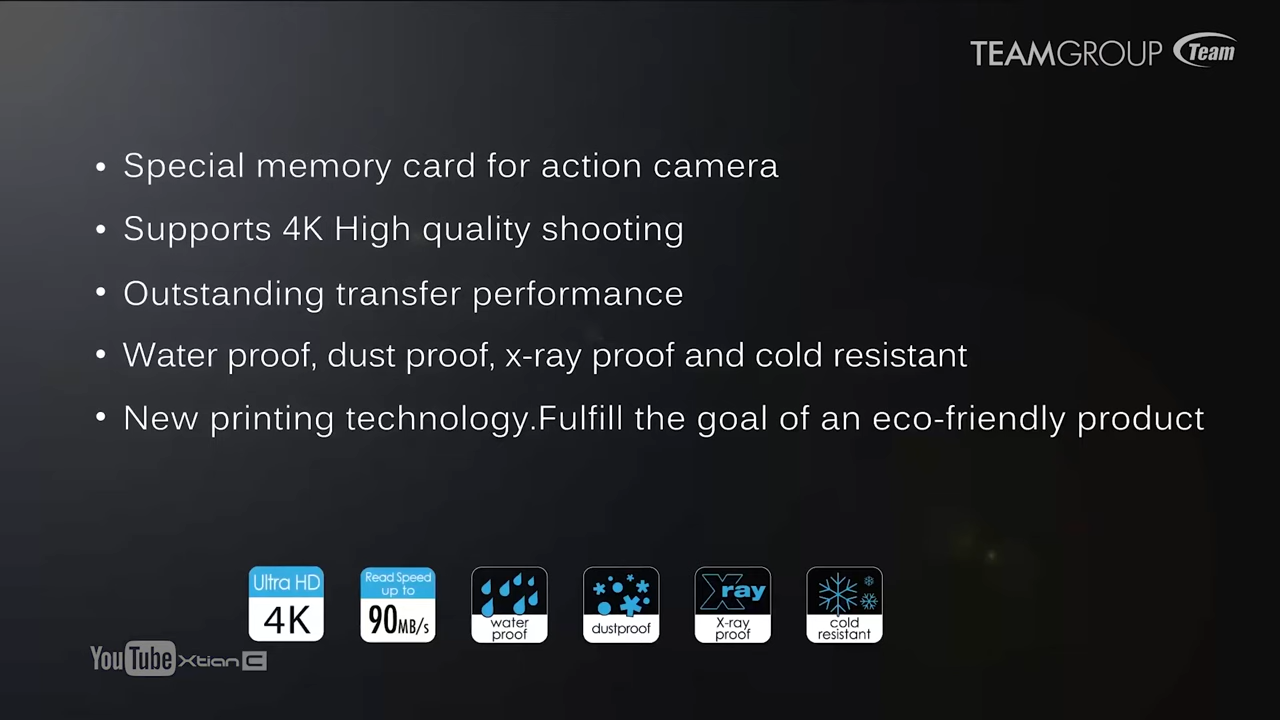 TEAMGROUP Team
• Special memory card for action camera
• Supports 4K High quality shooting
• Outstanding transfer performance
• Water proof, dust proof, x-ray proof and cold resistant
• New printing technology.Fulfill the goal of an eco-friendly product
Ultra HD
4K
Read Speed
up to
90MB/s
water
proof
dustproof
Xray
X-ray
proof
cold
resistant
YouTube Xtian C